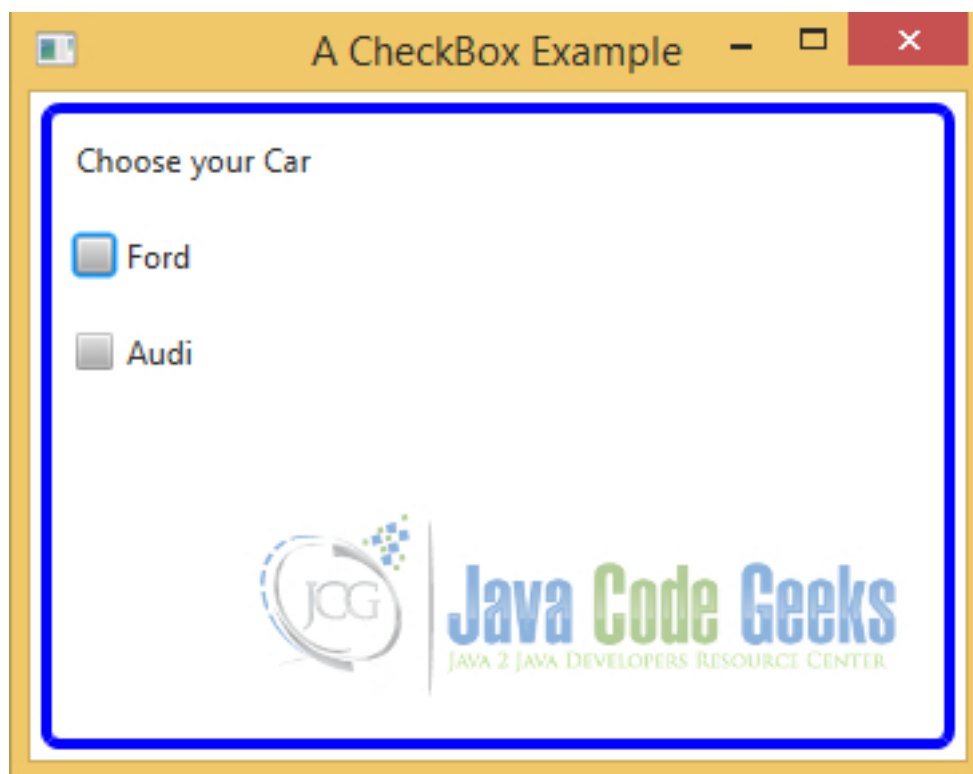 A CheckBox Example
Choose your Car
Ford
Audi
JCG
Java Code Geeks
JAVA 2 JAVA DEVELOPERS RESOURCE CENTER